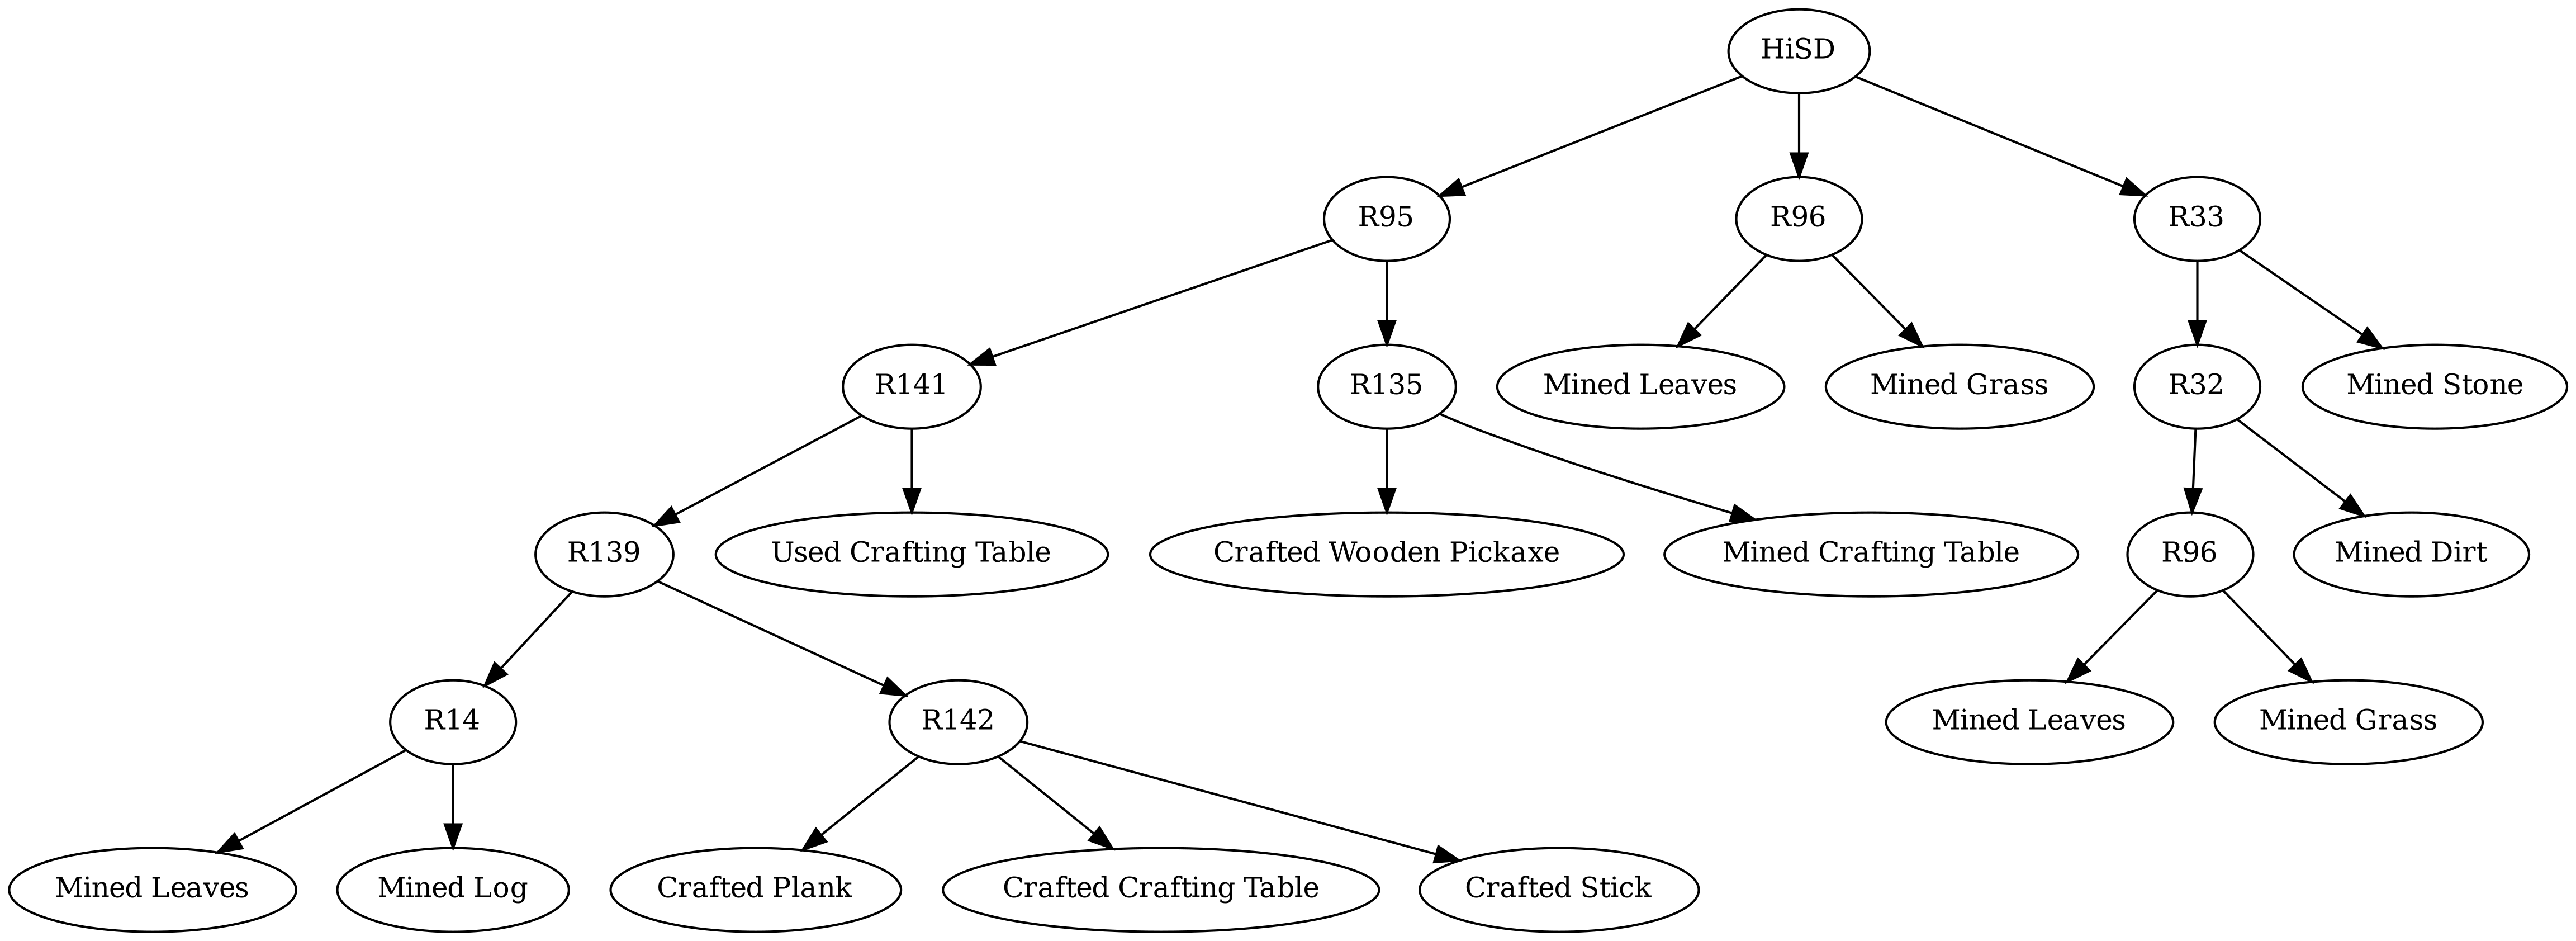 HiSD
R95
R96
R33
R141
R135
Mined Leaves
Mined Grass
R32
Mined Stone
R139
Used Crafting Table
Crafted Wooden Pickaxe
Mined Crafting Table
R96
Mined Dirt
R14
R142
Mined Leaves
Mined Grass
Mined Leaves
Mined Log
Crafted Plank
Crafted Crafting Table
Crafted Stick